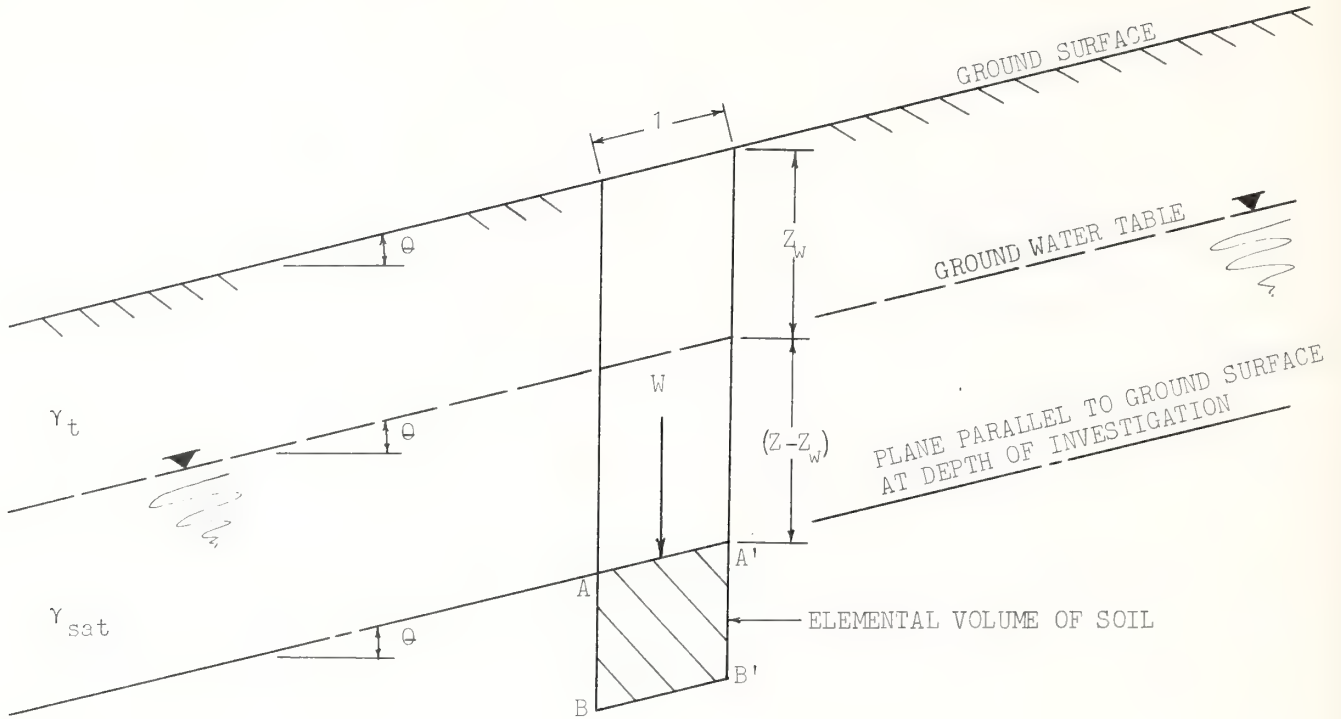 GROUND SURFACE
1
θ
Z_w
GROUND WATER TABLE
W
γ_t
θ
(Z-Z_w)
PLANE PARALLEL TO GROUND SURFACE
AT DEPTH OF INVESTIGATION
A'
A
γ_sat
θ
ELEMENTAL VOLUME OF SOIL
B'
B